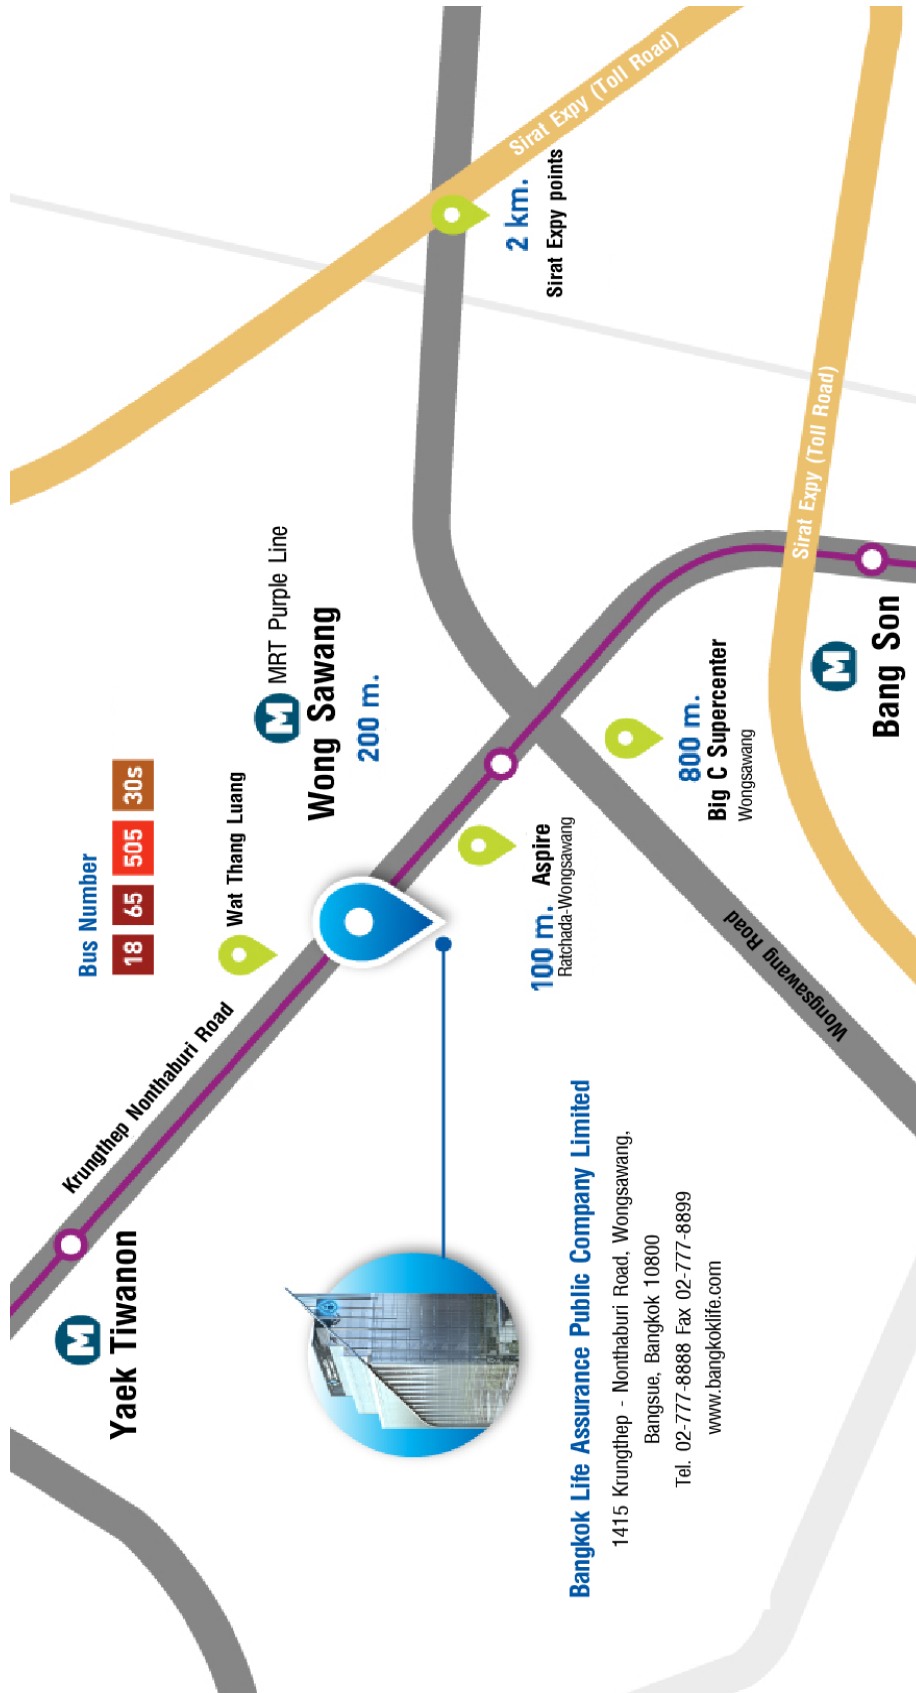 Bus Number
18 65 505 30s
Krungthep Nonthaburi Road
Wat Thang Luang
M
Yaek Tiwanon
M MRT Purple Line
Wong Sawang
200 m.
100 m. Aspire
Ratchada-Wongsawang
800 m.
Big C Supercenter
Wongsawang
Wongsawang Road
2 km.
Sirat Expy points
Sirat Expy (Toll Road)
Sirat Expy (Toll Road)
M
Bang Son
Bangkok Life Assurance Public Company Limited
1415 Krungthep - Nonthaburi Road, Wongsawang,
Bangsue, Bangkok 10800
Tel. 02-777-8888 Fax 02-777-8899
www.bangkoklife.com